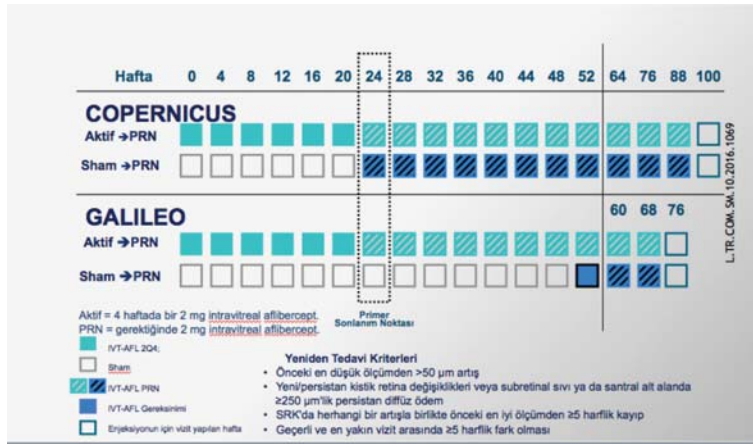 Hafta 0 4 8 12 16 20 24 28 32 36 40 44 48 52 64 76 88 100
COPERNICUS
Aktif ➔PRN
Sham ➔PRN
GALILEO 60 68 76
Aktif ➔PRN
Sham ➔PRN
L.TR.COM.SM.10.2016.1069
Aktif = 4 haftada bir 2 mg intravitreal aflibercept.
PRN = gerektiğinde 2 mg intravitreal aflibercept.
Primer
Sonlanım Noktası
IVT-AFL 2Q4;
Sham
IVT-AFL PRN
IVT-AFL Gereksinimi
Enjeksiyonun için vizit yapılan hafta
Yeniden Tedavi Kriterleri
• Önceki en düşük ölçümden >50 µm artış
• Yeni/persistan kistik retina değişiklikleri veya subretinal sıvı ya da santral alt alanda
≥250 µm'lik persistan diffüz ödem
• SRK'da herhangi bir artışla birlikte önceki en iyi ölçümden ≥5 harflik kayıp
• Geçerli ve en yakın vizit arasında ≥5 harflik fark olması